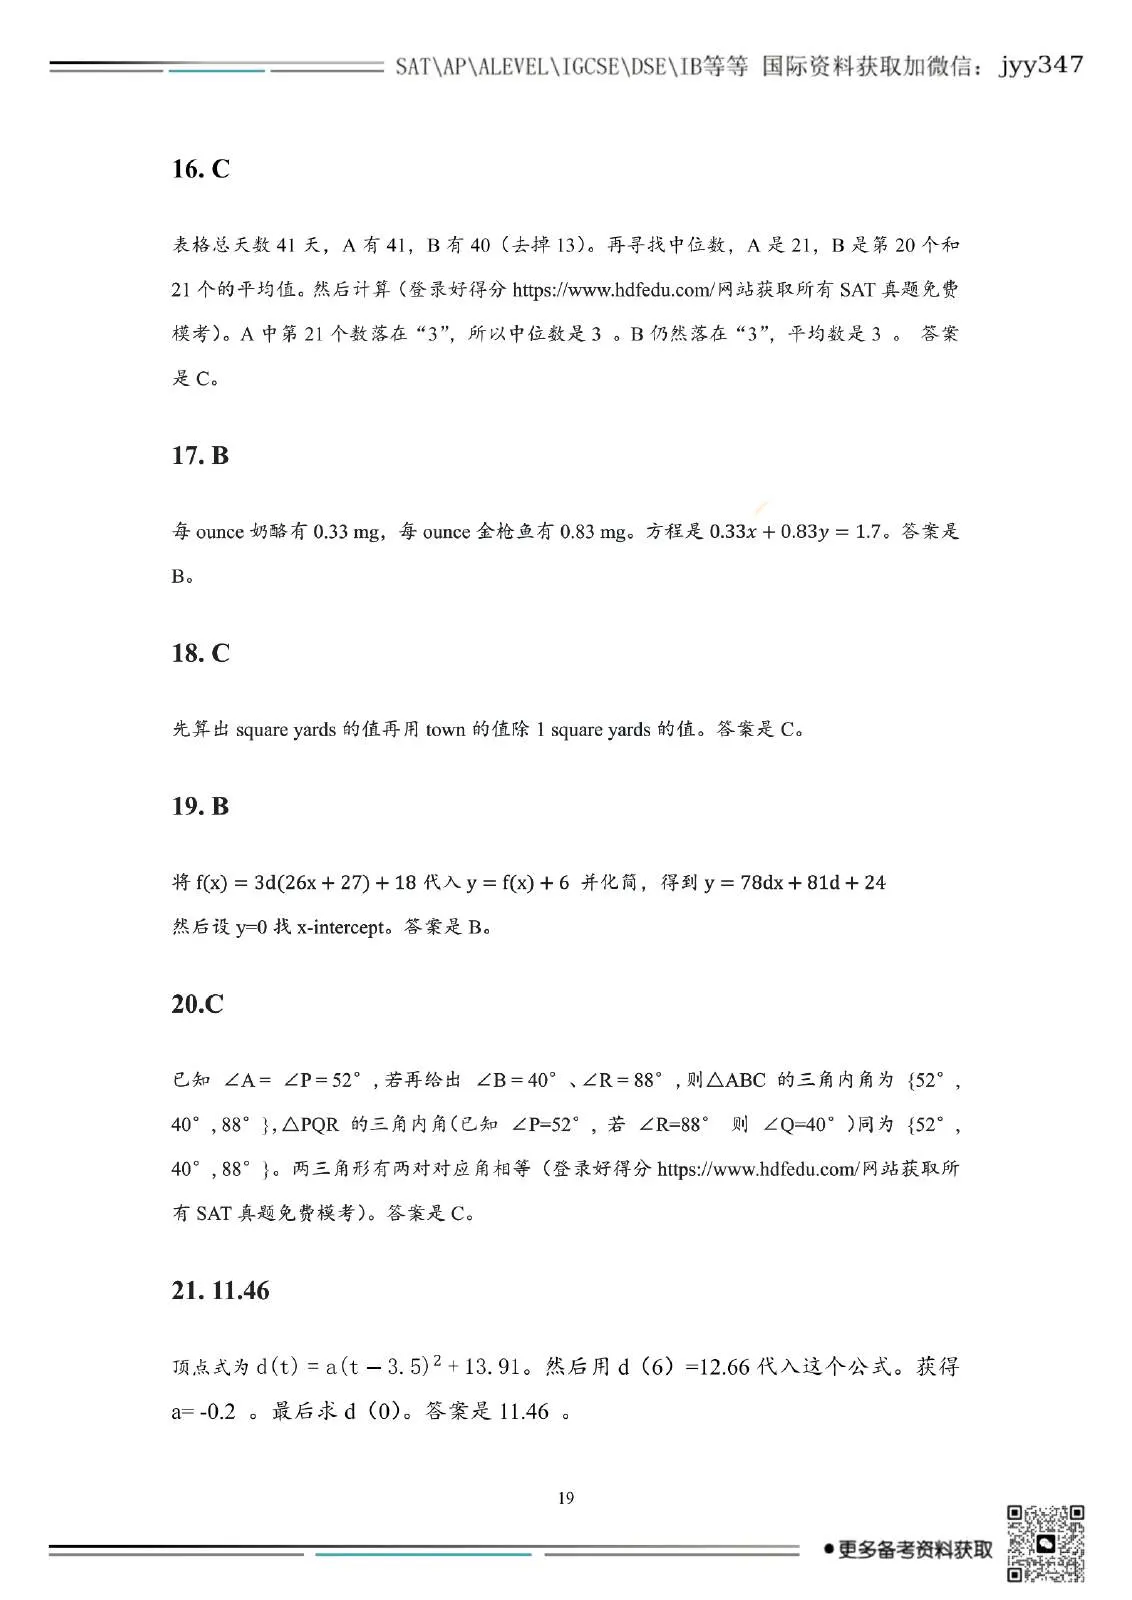 SAT\AP\ALEVEL\IGCSE\DSE\IB等等 国际资料获取加微信: jyy347
16. C
表格总天数 41 天，A 有 41，B 有 40（去掉 13）。再寻找中位数，A 是 21，B 是第 20 个和
21 个的平均值。然后计算（登录好得分 https://www.hdfedu.com/网站获取所有 SAT 真题免费
模考）。A 中第 21 个数落在“3”，所以中位数是 3 。B 仍然落在“3”，平均数是 3 。 答案
是 C。
17. B
每 ounce 奶酪有 0.33 mg，每 ounce 金枪鱼有 0.83 mg。方程是 0.33x + 0.83y = 1.7。答案是
B。
18. C
先算出 square yards 的值再用 town 的值除 1 square yards 的值。答案是 C。
19. B
将 f(x) = 3d(26x + 27) + 18 代入 y = f(x) + 6 并化简，得到 y = 78dx + 81d + 24
然后设 y=0 找 x-intercept。答案是 B。
20.C
已知 ∠A = ∠P = 52° ,若再给出 ∠B = 40° 、∠R = 88° ,则△ABC 的三角内角为 {52° ,
40° , 88° },△PQR 的三角内角(已知 ∠P=52° , 若 ∠R=88° 则 ∠Q=40° )同为 {52° ,
40° , 88° }。两三角形有两对对应角相等（登录好得分 https://www.hdfedu.com/网站获取所
有 SAT 真题免费模考）。答案是 C。
21. 11.46
顶点式为 d(t) = a(t − 3.5)² + 13.91。然后用 d（6）=12.66 代入这个公式。获得
a= -0.2 。最后求 d（0）。答案是 11.46 。
19
●更多备考资料获取